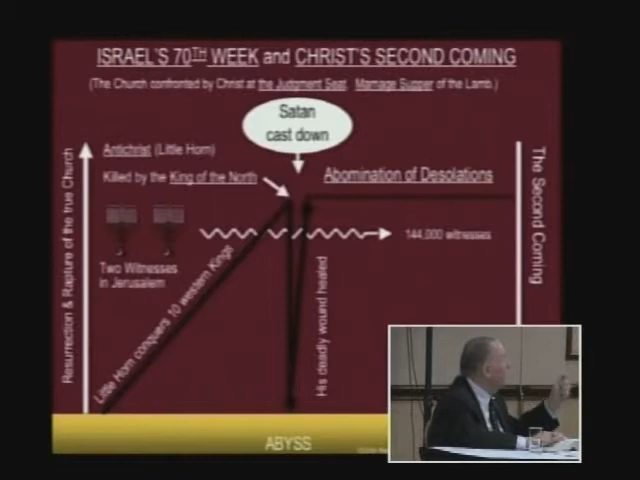 ISRAEL'S 70TH WEEK and CHRIST'S SECOND COMING
(The Church confronted by Christ at the Judgment Seat. Marriage Supper of the Lamb.)
Satan
cast down
Antichrist (Little Horn)
Killed by the King of the North
Abomination of Desolations
Resurrection & Rapture of the true Church
The Second Coming
144,000 witnesses
Two Witnesses
in Jerusalem
Little Horn conquers 10 western Kings
His deadly wound healed
ABYSS